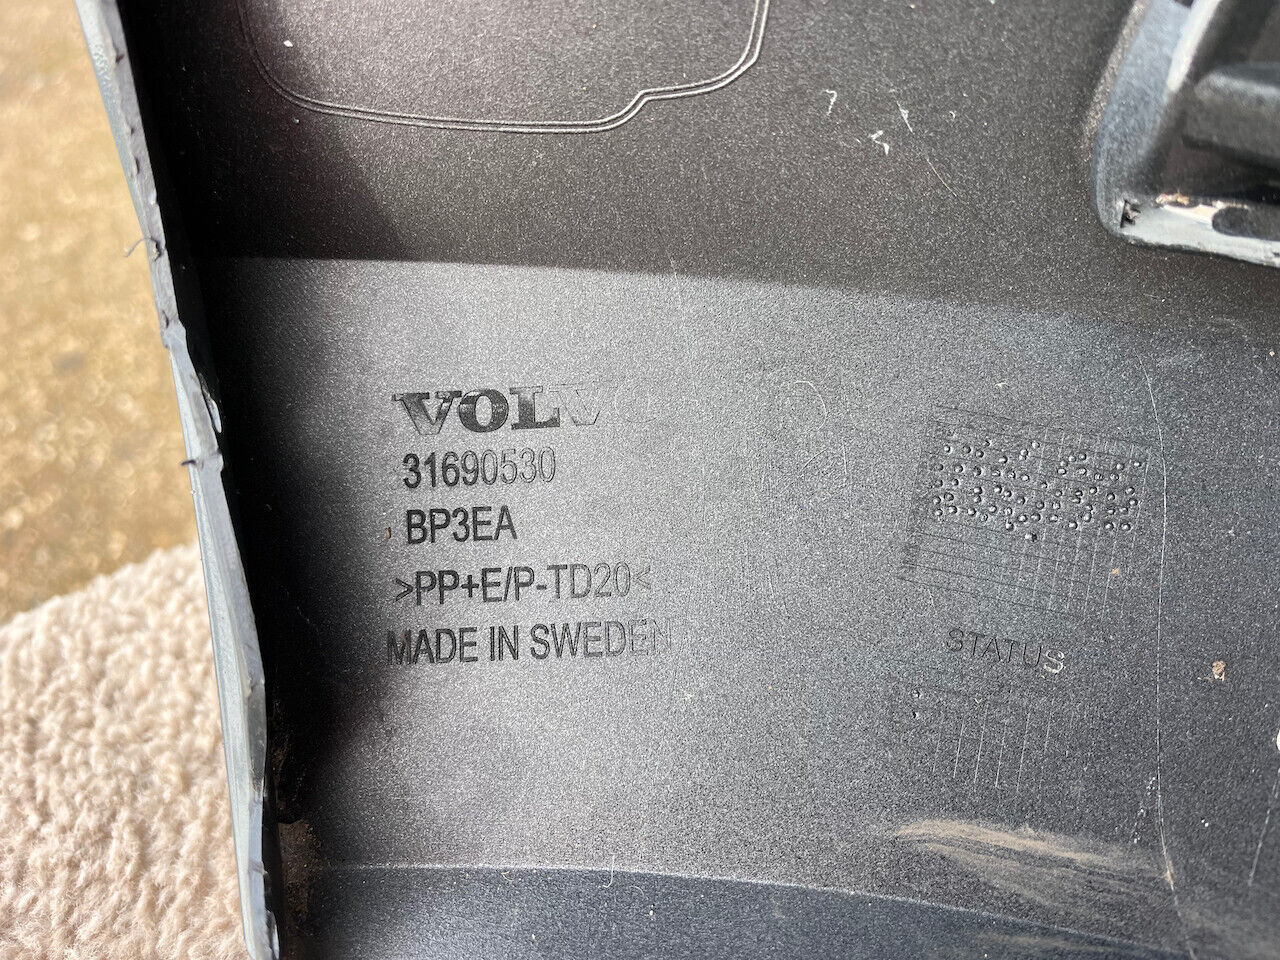 VOLV
31690530
BP3EA
>PP+E/P-TD20<
MADE IN SWEDEN
STATUS